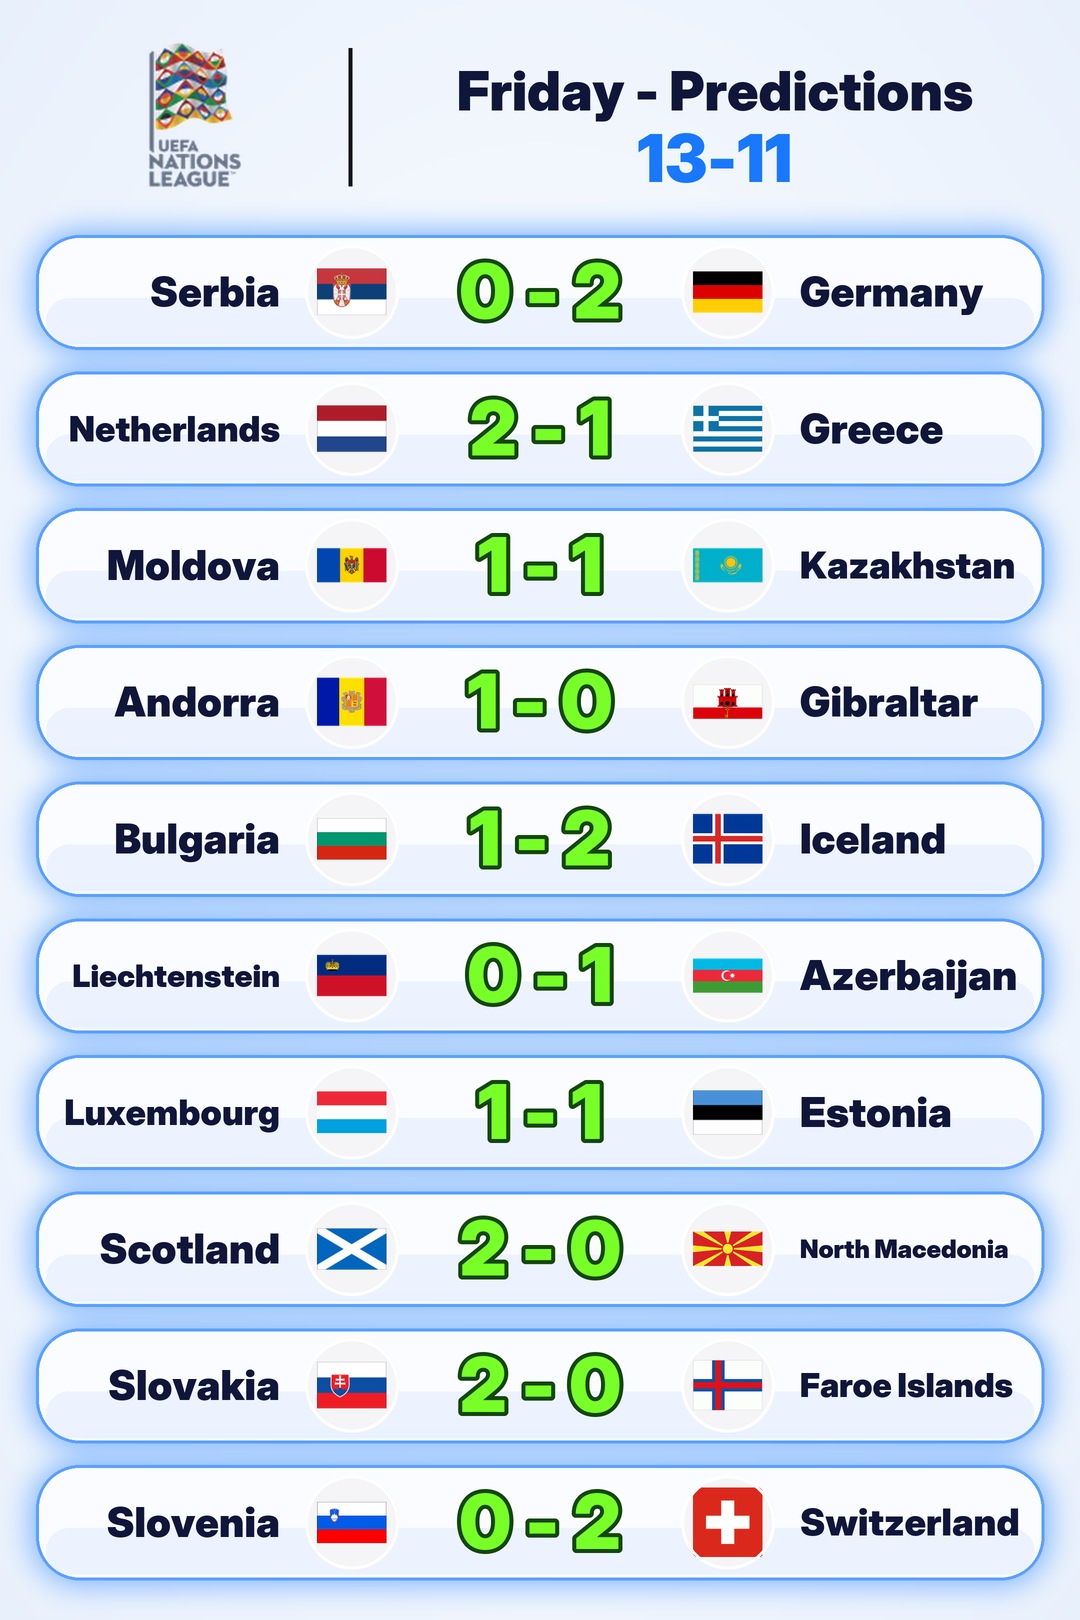 UEFA
NATIONS
LEAGUE™
Friday - Predictions
13-11
Serbia 0 - 2 Germany
Netherlands 2 - 1 Greece
Moldova 1 - 1 Kazakhstan
Andorra 1 - 0 Gibraltar
Bulgaria 1 - 2 Iceland
Liechtenstein 0 - 1 Azerbaijan
Luxembourg 1 - 1 Estonia
Scotland 2 - 0 North Macedonia
Slovakia 2 - 0 Faroe Islands
Slovenia 0 - 2 Switzerland